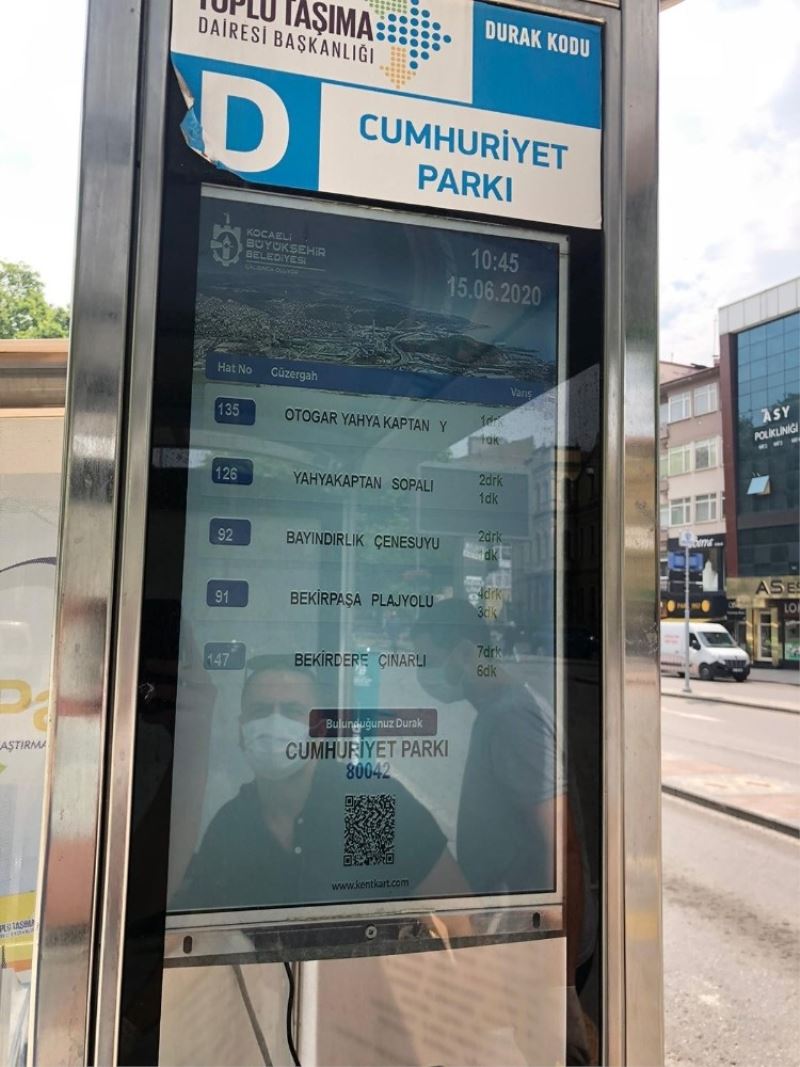 TOPLU TAŞIMA
DAİRESİ BAŞKANLIĞI
DURAK KODU
D
CUMHURİYET
PARKI
KOCAELİ
BÜYÜKŞEHİR
BELEDİYESİ
10:45
15.06.2020
Hat No Güzergah Varış
135 OTOGAR YAHYA KAPTAN Y 1drk
1dk
126 YAHYAKAPTAN SOPALI 2drk
1dk
92 BAYINDIRLIK ÇENESUYU 2drk
1dk
91 BEKİRPAŞA PLAJYOLU 4drk
3dk
147 BEKİRDERE ÇINARLI 7drk
6dk
Bulunduğunuz Durak
CUMHURİYET PARKI
80042
www.kentkart.com
ASY
POLİKLİNİĞİ